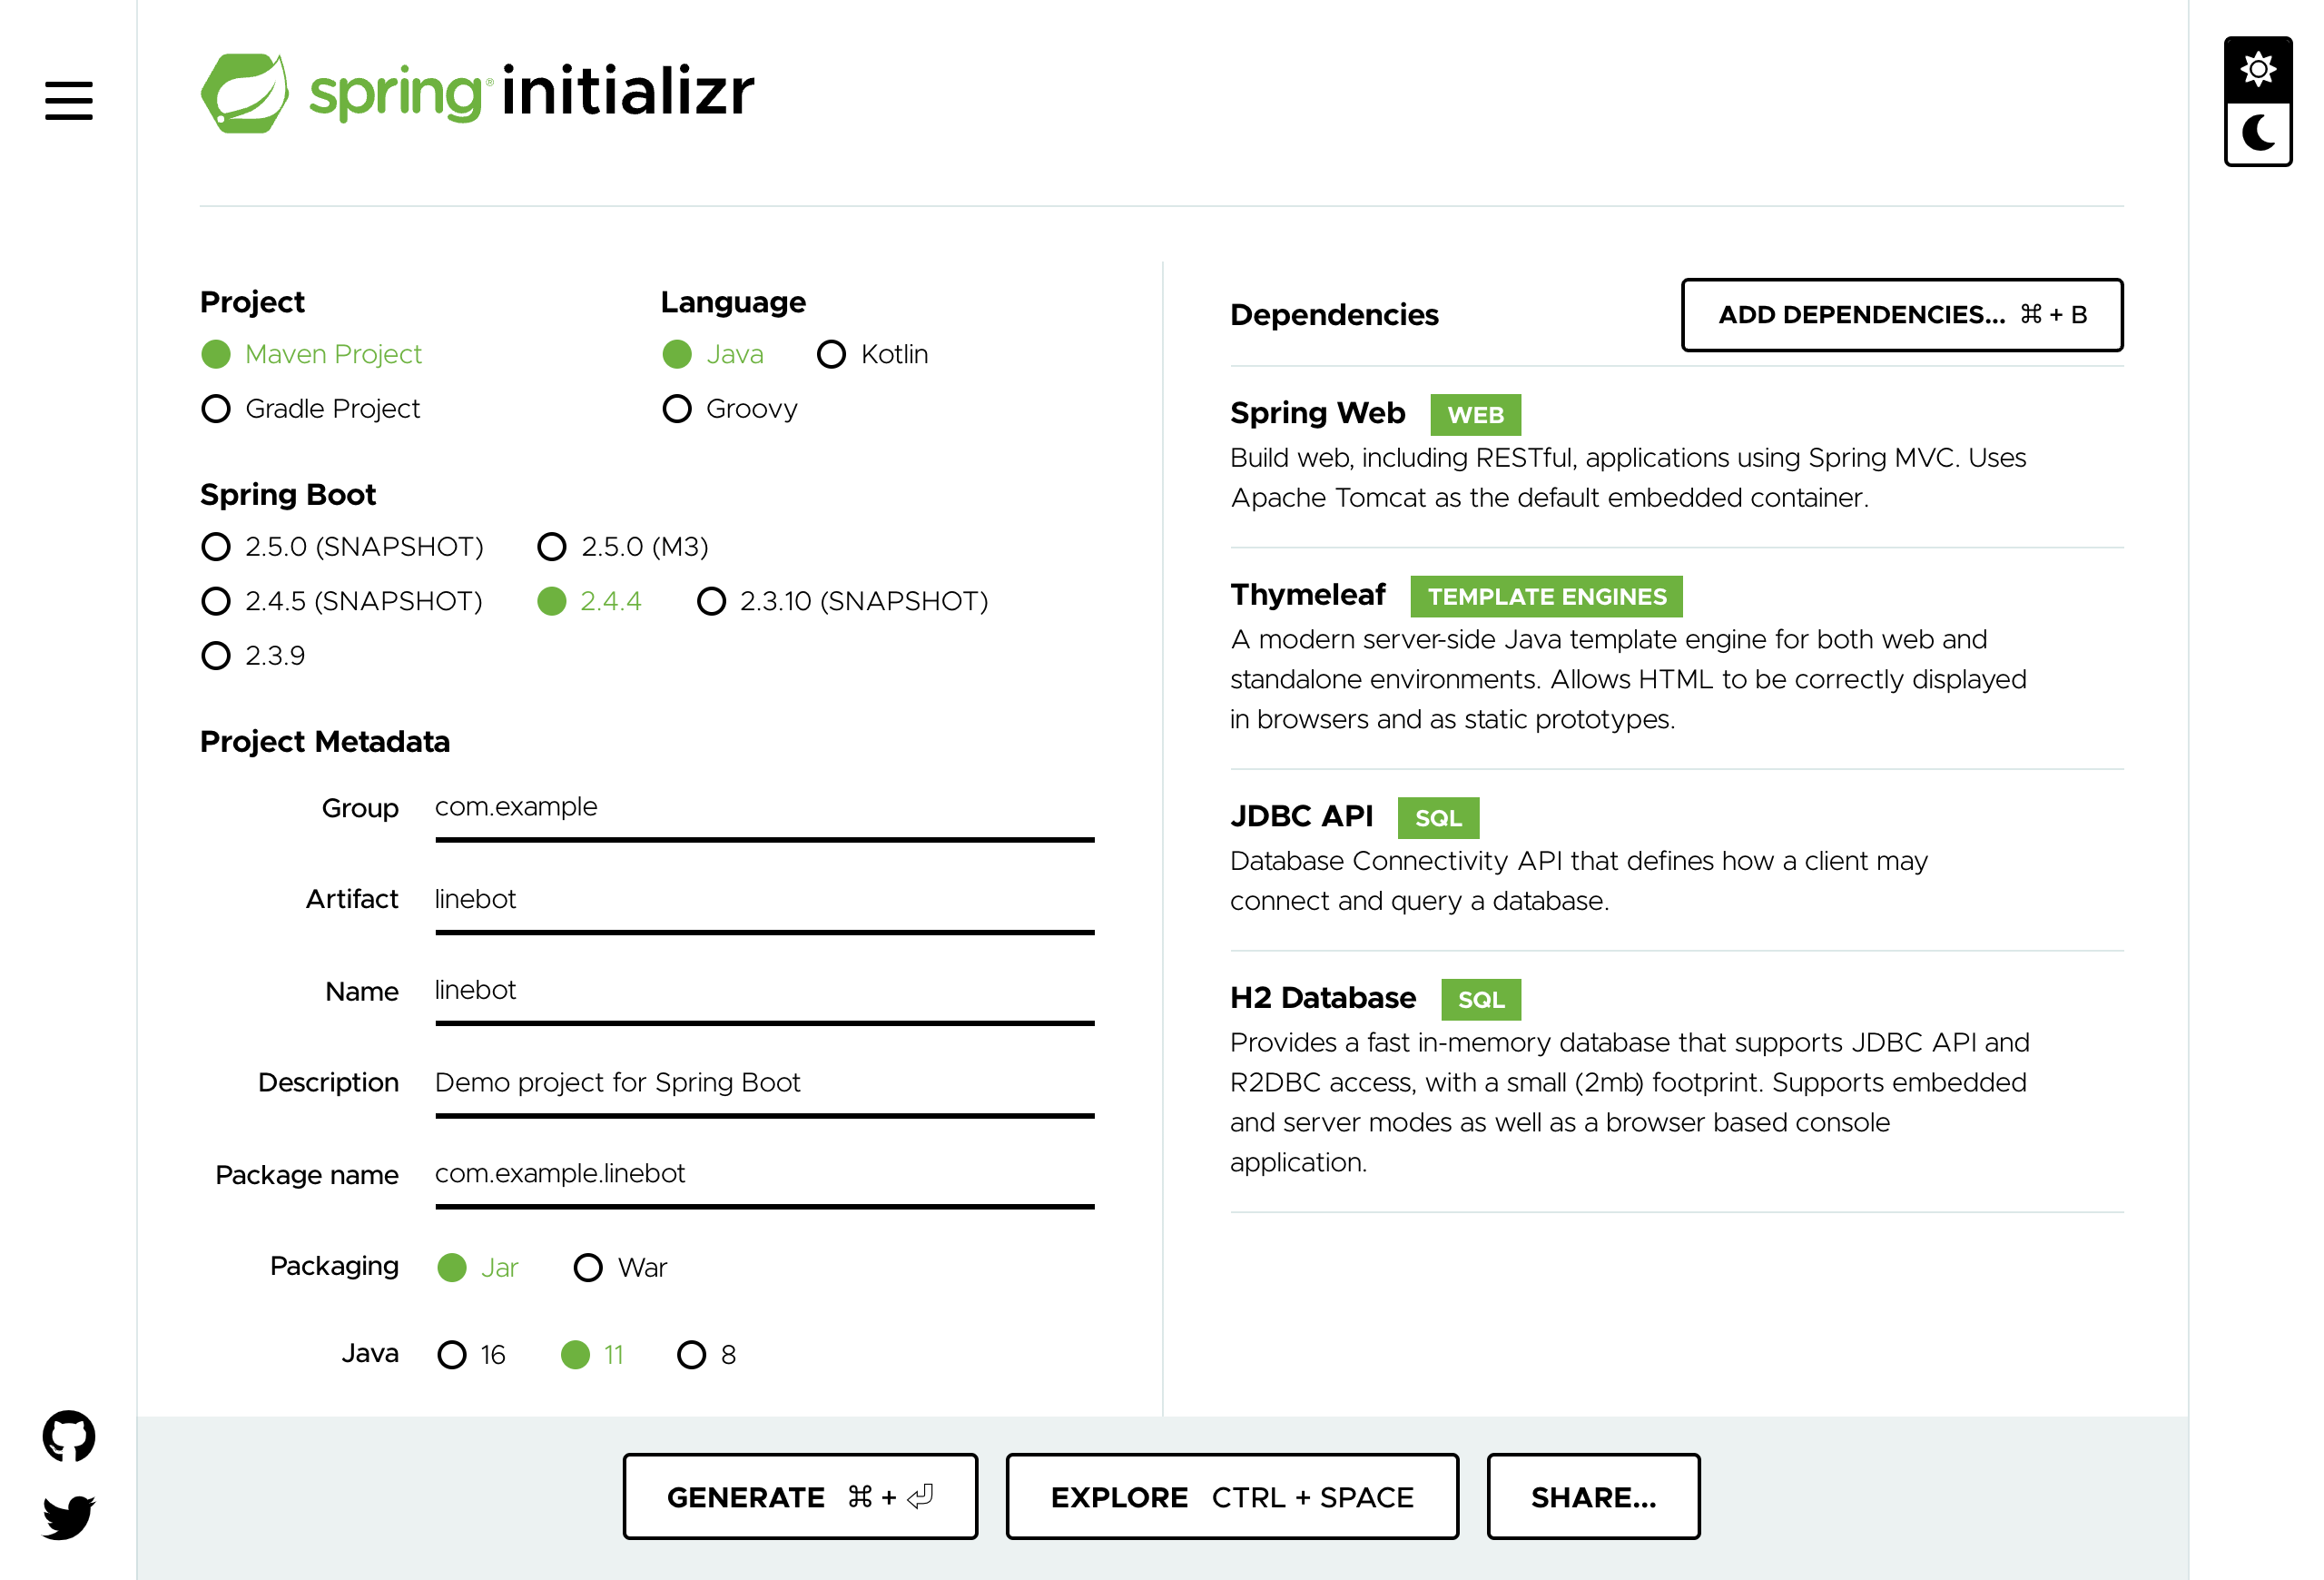 spring initializr
Project
Maven Project
Gradle Project
Language
Java Kotlin
Groovy
Spring Boot
2.5.0 (SNAPSHOT) 2.5.0 (M3)
2.4.5 (SNAPSHOT) 2.4.4 2.3.10 (SNAPSHOT)
2.3.9
Project Metadata
Group com.example
Artifact linebot
Name linebot
Description Demo project for Spring Boot
Package name com.example.linebot
Packaging Jar War
Java 16 11 8
Dependencies
ADD DEPENDENCIES... ⌘ + B
Spring Web WEB
Build web, including RESTful, applications using Spring MVC. Uses
Apache Tomcat as the default embedded container.
Thymeleaf TEMPLATE ENGINES
A modern server-side Java template engine for both web and
standalone environments. Allows HTML to be correctly displayed
in browsers and as static prototypes.
JDBC API SQL
Database Connectivity API that defines how a client may
connect and query a database.
H2 Database SQL
Provides a fast in-memory database that supports JDBC API and
R2DBC access, with a small (2mb) footprint. Supports embedded
and server modes as well as a browser based console
application.
GENERATE ⌘ + ⏎
EXPLORE CTRL + SPACE
SHARE...